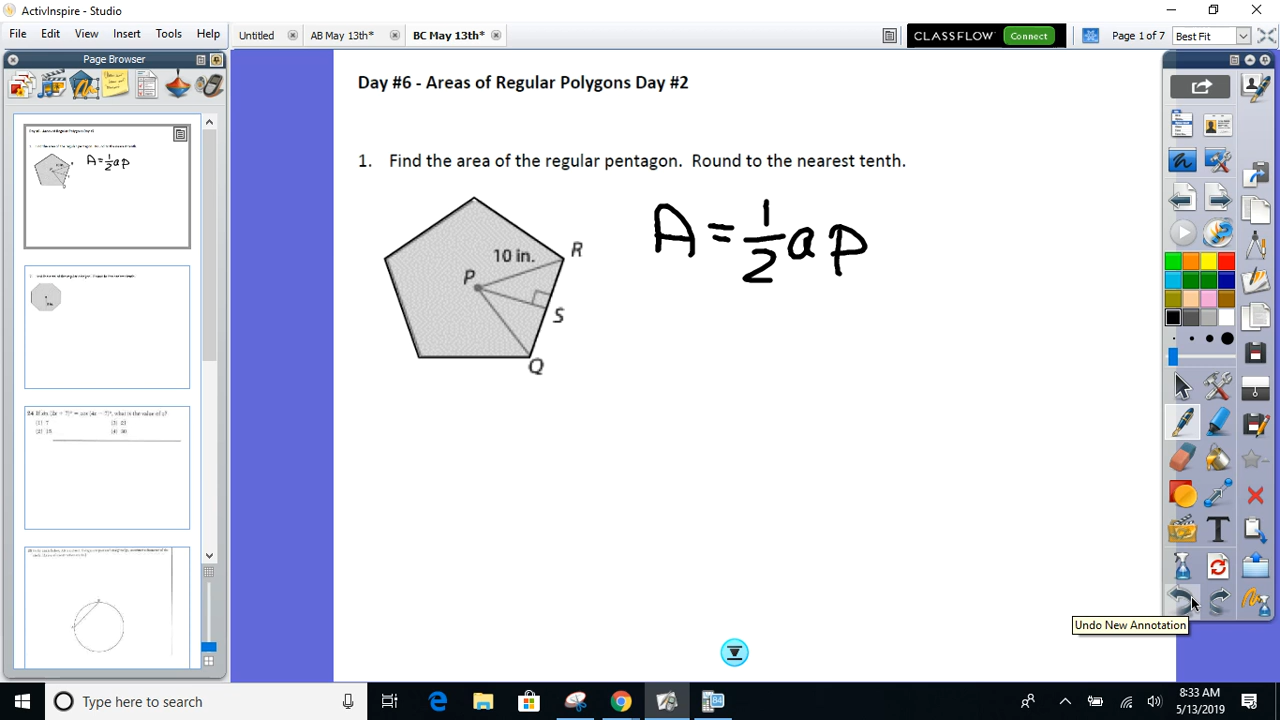 ActivInspire - Studio
File Edit View Insert Tools Help
Untitled
AB May 13th*
BC May 13th*
CLASSFLOW Connect
Page 1 of 7
Best Fit
Page Browser
Day #6 - Areas of Regular Polygons Day #2
1. Find the area of the regular pentagon. Round to the nearest tenth.
10 in.
R
P
S
Q
A = 1/2 a p
Undo New Annotation
Type here to search
8:33 AM
5/13/2019